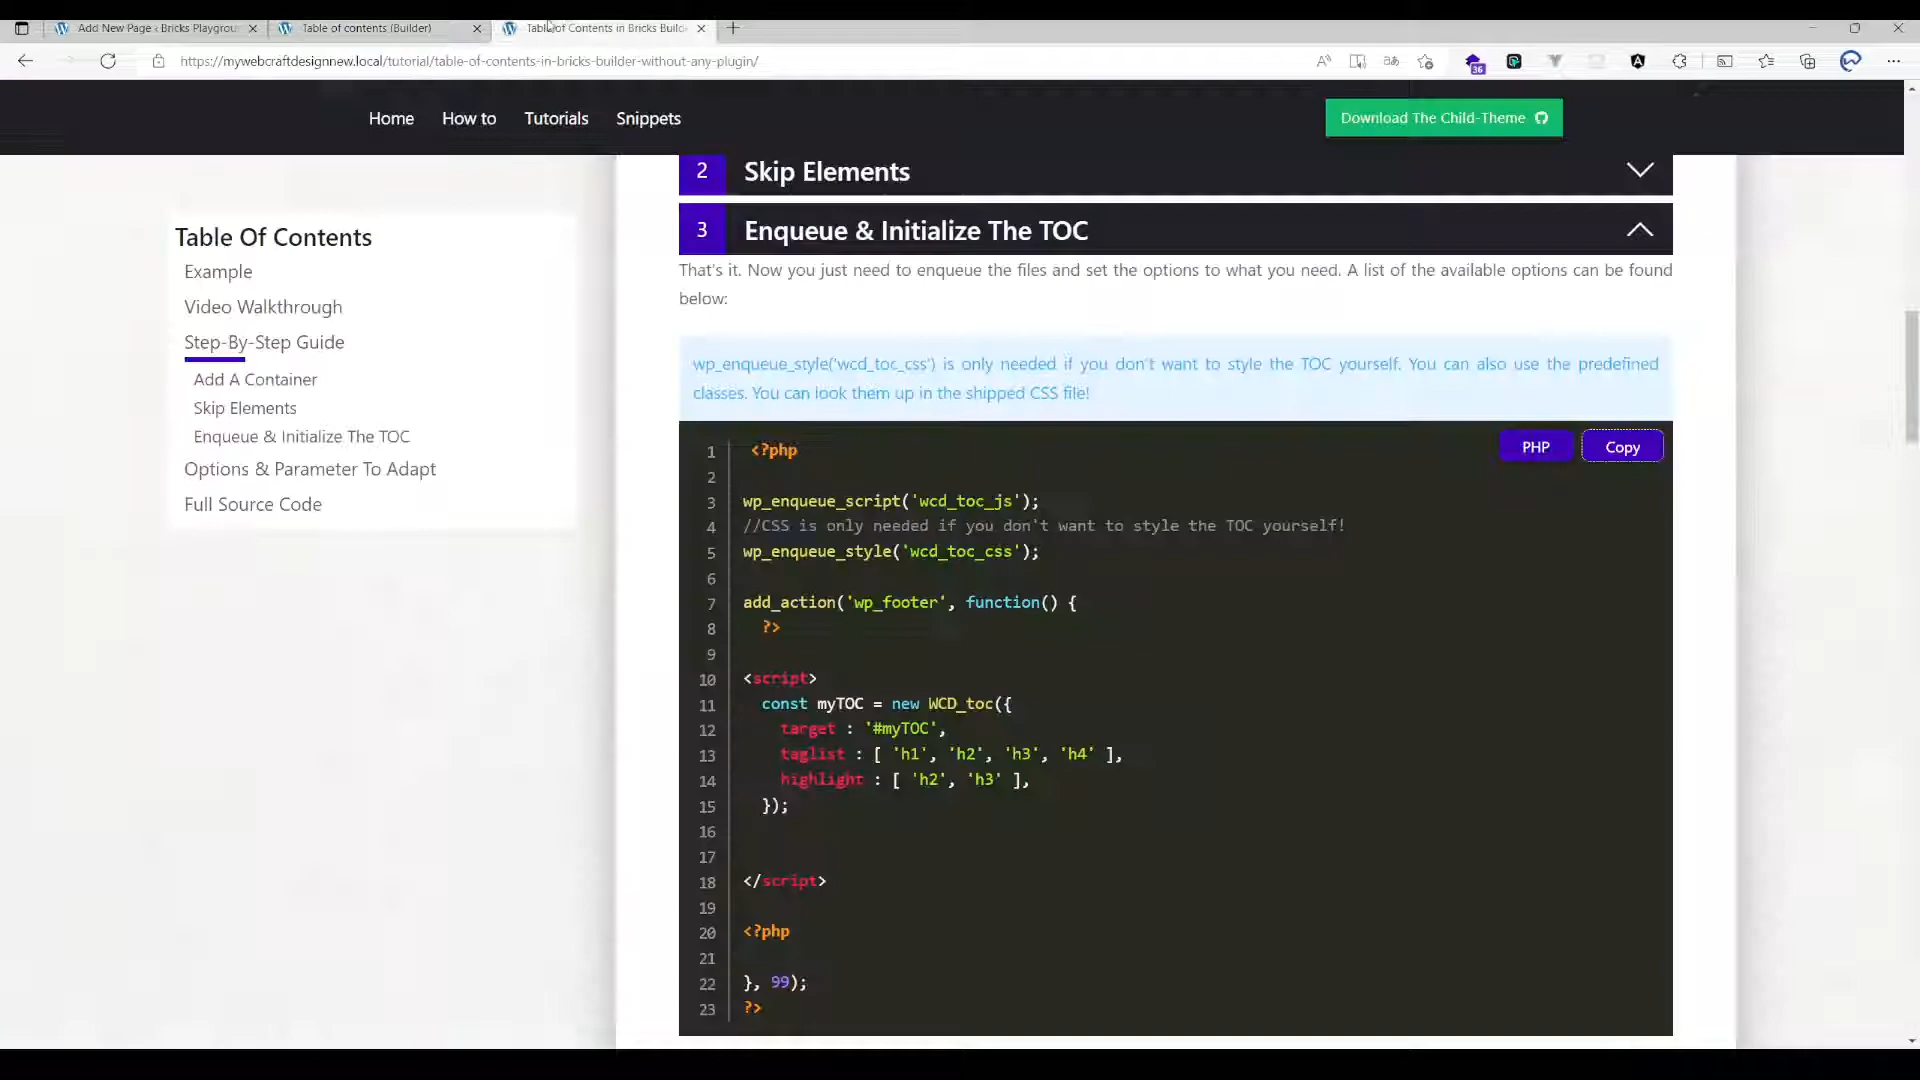 Add New Page ‹ Bricks Playgrou
Table of contents (Builder)
Table of Contents in Bricks Builde
https://mywebcraftdesignnew.local/tutorial/table-of-contents-in-bricks-builder-without-any-plugin/
36
Home
How to
Tutorials
Snippets
Download The Child-Theme
Table Of Contents
Example
Video Walkthrough
Step-By-Step Guide
Add A Container
Skip Elements
Enqueue & Initialize The TOC
Options & Parameter To Adapt
Full Source Code
2 Skip Elements
3 Enqueue & Initialize The TOC
That's it. Now you just need to enqueue the files and set the options to what you need. A list of the available options can be found
below:
wp_enqueue_style('wcd_toc_css') is only needed if you don't want to style the TOC yourself. You can also use the predefined
classes. You can look them up in the shipped CSS file!
PHP
Copy
1 <?php
2
3 wp_enqueue_script('wcd_toc_js');
4 //CSS is only needed if you don't want to style the TOC yourself!
5 wp_enqueue_style('wcd_toc_css');
6
7 add_action('wp_footer', function() {
8 ?>
9
10 <script>
11 const myTOC = new WCD_toc({
12 target : '#myTOC',
13 taglist : [ 'h1', 'h2', 'h3', 'h4' ],
14 highlight : [ 'h2', 'h3' ],
15 });
16
17
18 </script>
19
20 <?php
21
22 }, 99);
23 ?>